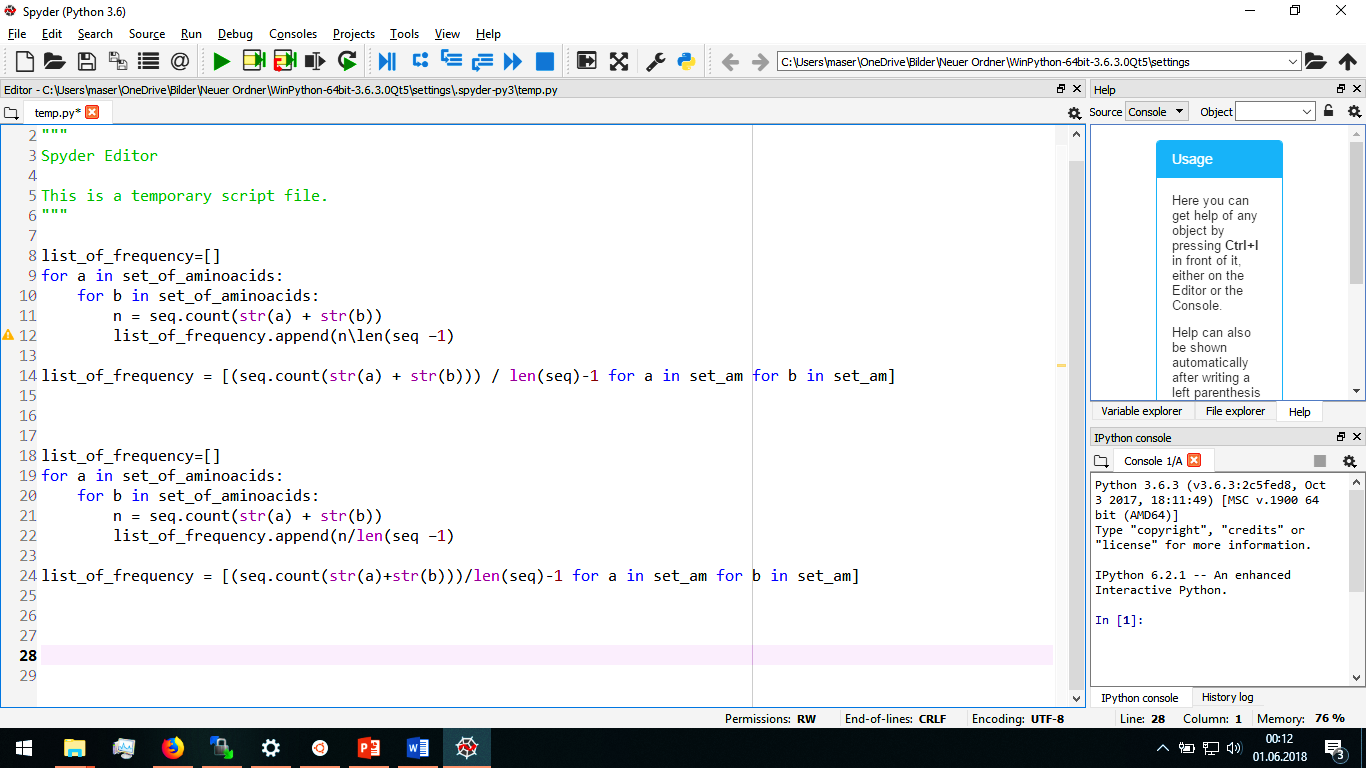 Spyder (Python 3.6)
File Edit Search Source Run Debug Consoles Projects Tools View Help
C:\Users\maser\OneDrive\Bilder\Neuer Ordner\WinPython-64bit-3.6.3.0Qt5\settings
Editor - C:\Users\maser\OneDrive\Bilder\Neuer Ordner\WinPython-64bit-3.6.3.0Qt5\settings\.spyder-py3\temp.py
temp.py*
2 """
3 Spyder Editor
4
5 This is a temporary script file.
6 """
7
8 list_of_frequency=[]
9 for a in set_of_aminoacids:
10     for b in set_of_aminoacids:
11         n = seq.count(str(a) + str(b))
12         list_of_frequency.append(n\len(seq –1)
13
14 list_of_frequency = [(seq.count(str(a) + str(b))) / len(seq)-1 for a in set_am for b in set_am]
15
16
17
18 list_of_frequency=[]
19 for a in set_of_aminoacids:
20     for b in set_of_aminoacids:
21         n = seq.count(str(a) + str(b))
22         list_of_frequency.append(n/len(seq –1)
23
24 list_of_frequency = [(seq.count(str(a)+str(b)))/len(seq)-1 for a in set_am for b in set_am]
25
26
27
28
29
Help
Source Console Object
Usage
Here you can
get help of any
object by
pressing Ctrl+I
in front of it,
either on the
Editor or the
Console.
Help can also
be shown
automatically
after writing a
left parenthesis
Variable explorer File explorer Help
IPython console
Console 1/A
Python 3.6.3 (v3.6.3:2c5fed8, Oct
3 2017, 18:11:49) [MSC v.1900 64
bit (AMD64)]
Type "copyright", "credits" or
"license" for more information.
IPython 6.2.1 -- An enhanced
Interactive Python.
In [1]:
IPython console History log
Permissions: RW End-of-lines: CRLF Encoding: UTF-8 Line: 28 Column: 1 Memory: 76 %
00:12
01.06.2018
3